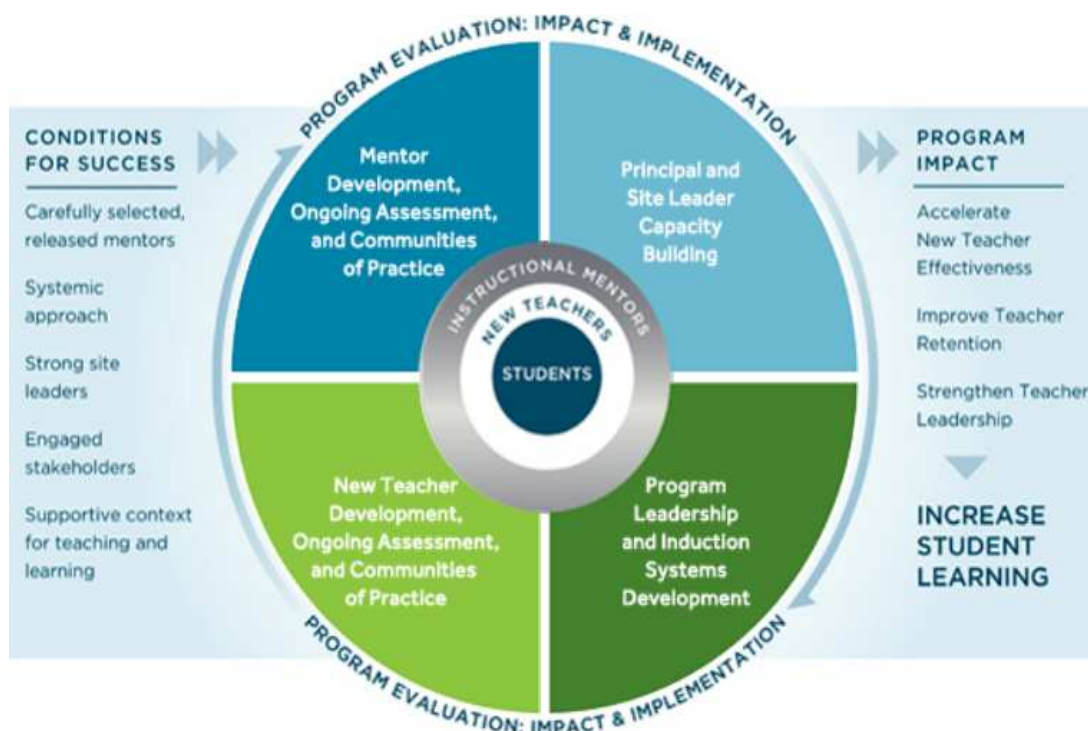 PROGRAM EVALUATION: IMPACT & IMPLEMENTATION
CONDITIONS
FOR SUCCESS
Carefully selected,
released mentors
Systemic
approach
Strong site
leaders
Engaged
stakeholders
Supportive context
for teaching and
learning
Mentor
Development,
Ongoing Assessment,
and Communities
of Practice
Principal and
Site Leader
Capacity
Building
INSTRUCTIONAL MENTORS
NEW TEACHERS
STUDENTS
New Teacher
Development,
Ongoing Assessment,
and Communities
of Practice
Program
Leadership
and Induction
Systems
Development
PROGRAM EVALUATION: IMPACT & IMPLEMENTATION
PROGRAM
IMPACT
Accelerate
New Teacher
Effectiveness
Improve Teacher
Retention
Strengthen Teacher
Leadership
INCREASE
STUDENT
LEARNING